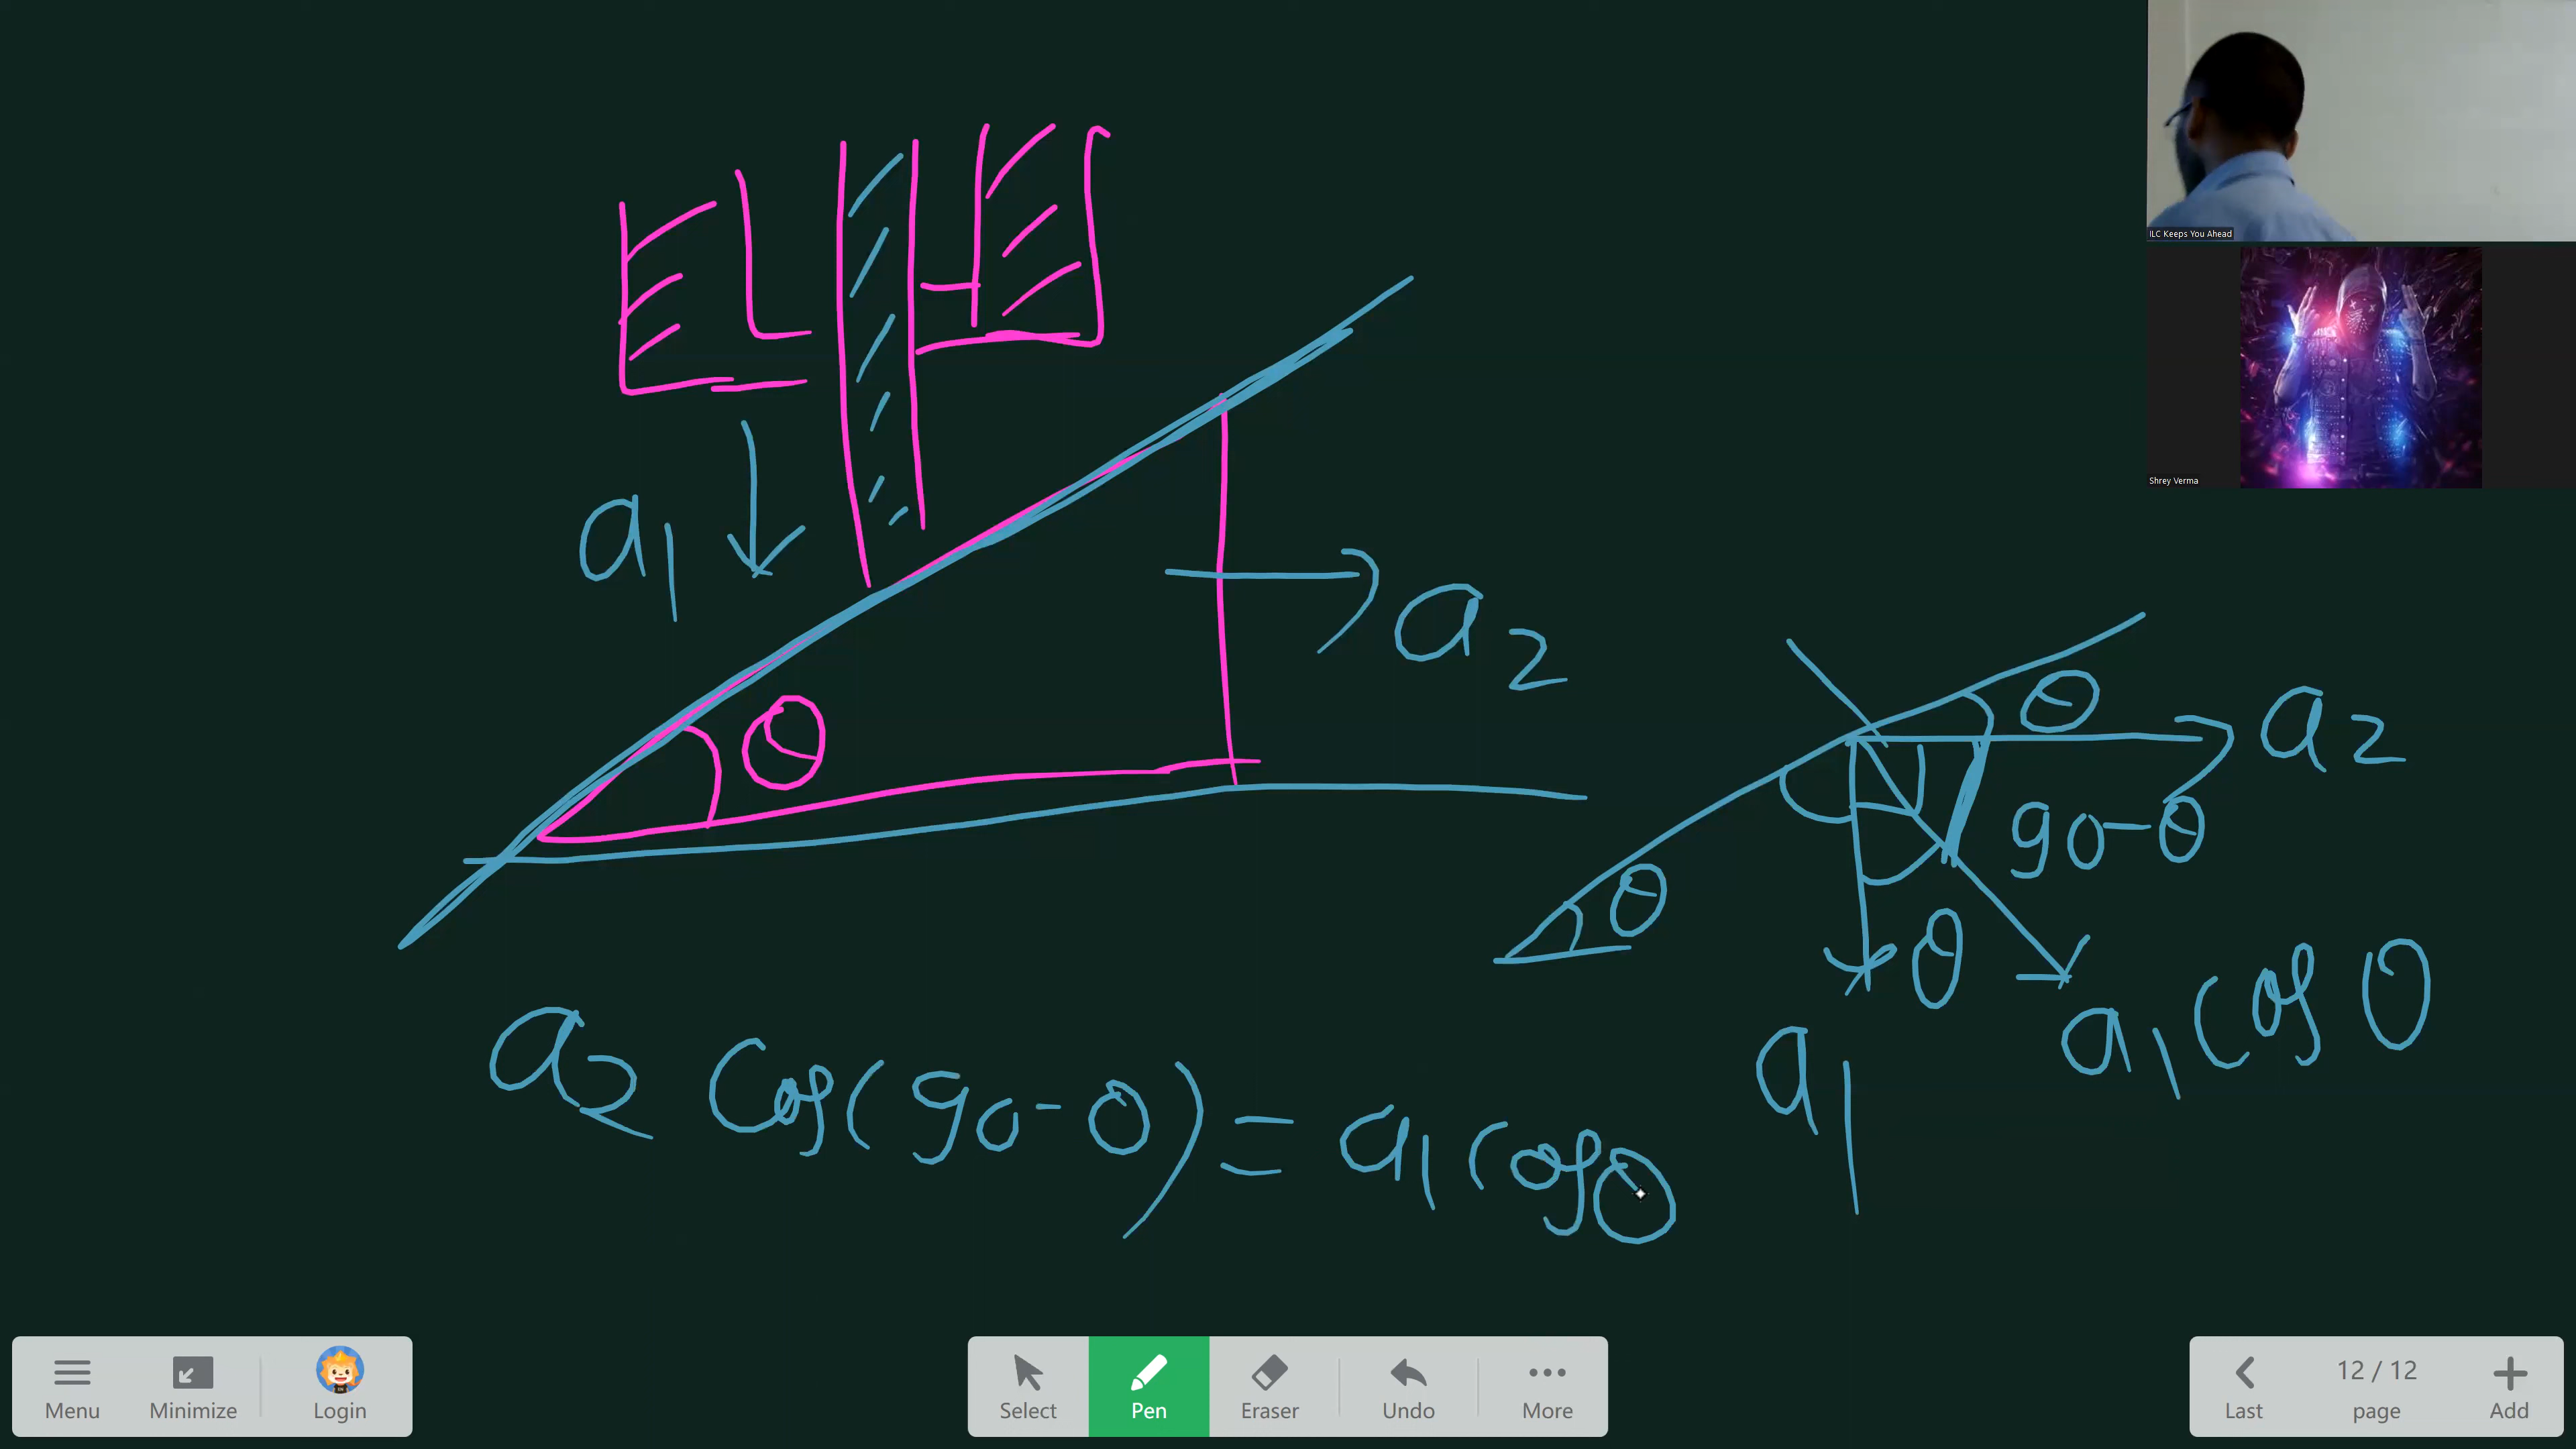 ILC Keeps You Ahead
Shrey Verma
a1
a2
θ
θ
a2
90-θ
θ
θ
a1 cos θ
a1
a2 cos(90-θ) = a1 cosθ
Menu
Minimize
Login
Select
Pen
Eraser
Undo
More
Last
12 / 12
page
Add